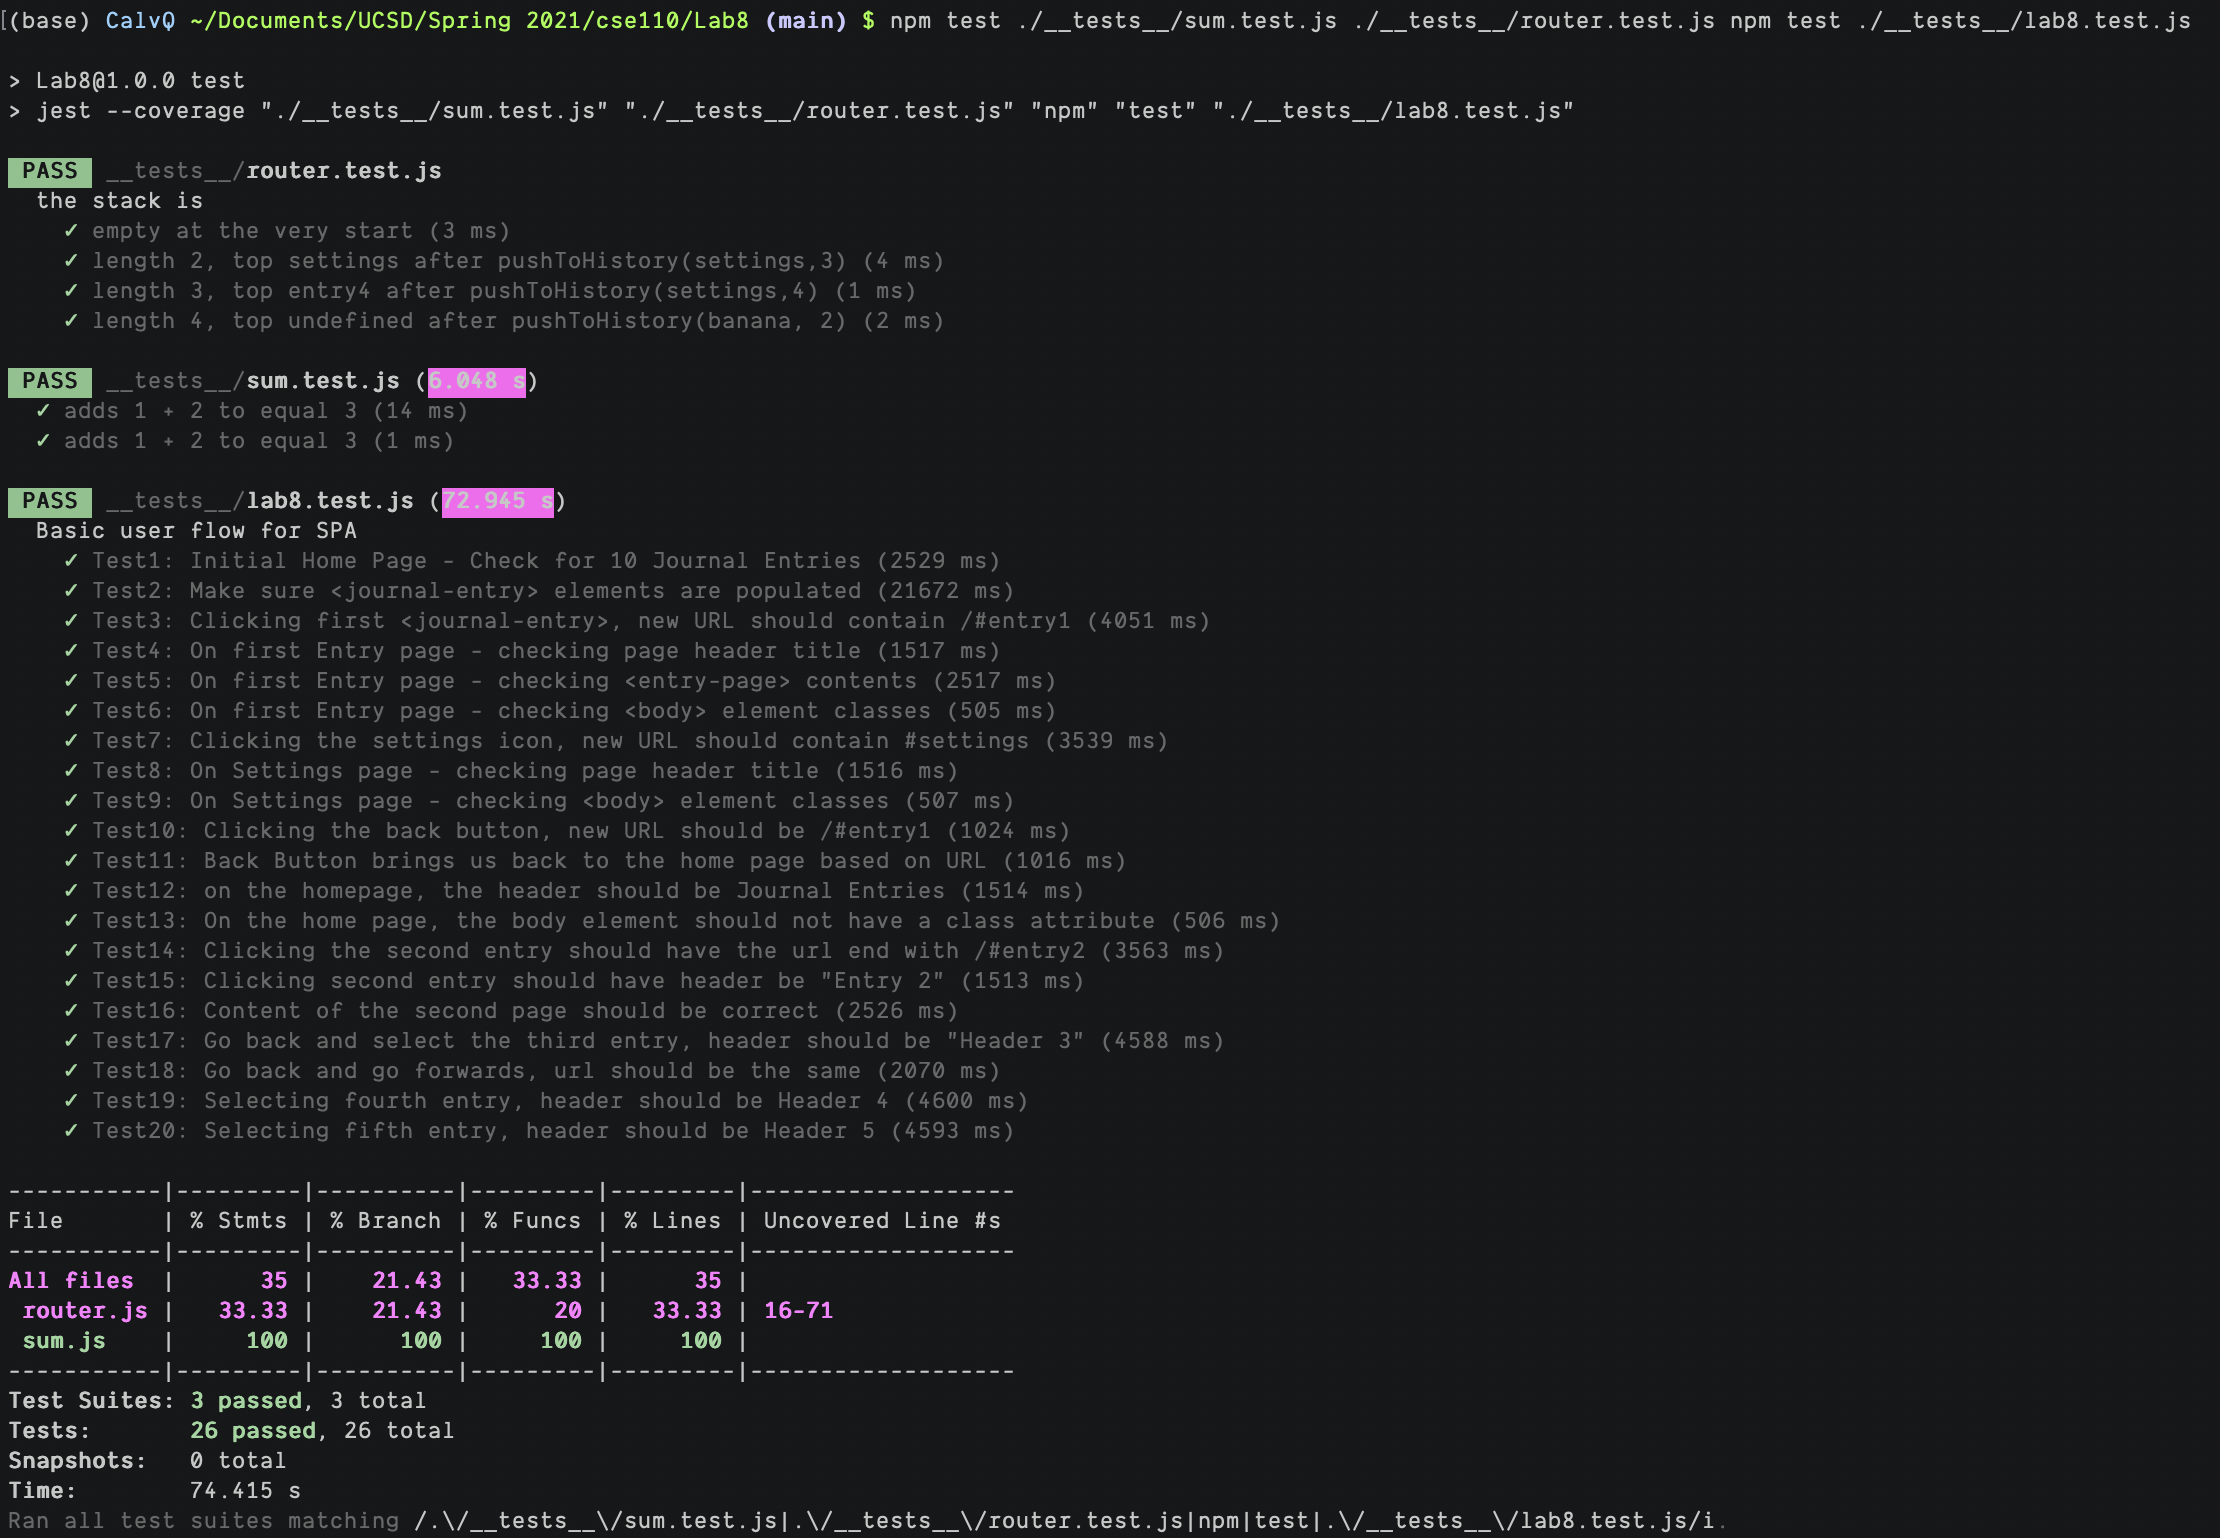 [(base) CalvQ ~/Documents/UCSD/Spring 2021/cse110/Lab8 (main) $ npm test ./__tests__/sum.test.js ./__tests__/router.test.js npm test ./__tests__/lab8.test.js
> Lab8@1.0.0 test
> jest --coverage "./__tests__/sum.test.js" "./__tests__/router.test.js" "npm" "test" "./__tests__/lab8.test.js"
PASS __tests__/router.test.js
the stack is
✓ empty at the very start (3 ms)
✓ length 2, top settings after pushToHistory(settings,3) (4 ms)
✓ length 3, top entry4 after pushToHistory(settings,4) (1 ms)
✓ length 4, top undefined after pushToHistory(banana, 2) (2 ms)
PASS __tests__/sum.test.js (6.048 s)
✓ adds 1 + 2 to equal 3 (14 ms)
✓ adds 1 + 2 to equal 3 (1 ms)
PASS __tests__/lab8.test.js (72.945 s)
Basic user flow for SPA
✓ Test1: Initial Home Page - Check for 10 Journal Entries (2529 ms)
✓ Test2: Make sure <journal-entry> elements are populated (21672 ms)
✓ Test3: Clicking first <journal-entry>, new URL should contain /#entry1 (4051 ms)
✓ Test4: On first Entry page - checking page header title (1517 ms)
✓ Test5: On first Entry page - checking <entry-page> contents (2517 ms)
✓ Test6: On first Entry page - checking <body> element classes (505 ms)
✓ Test7: Clicking the settings icon, new URL should contain #settings (3539 ms)
✓ Test8: On Settings page - checking page header title (1516 ms)
✓ Test9: On Settings page - checking <body> element classes (507 ms)
✓ Test10: Clicking the back button, new URL should be /#entry1 (1024 ms)
✓ Test11: Back Button brings us back to the home page based on URL (1016 ms)
✓ Test12: on the homepage, the header should be Journal Entries (1514 ms)
✓ Test13: On the home page, the body element should not have a class attribute (506 ms)
✓ Test14: Clicking the second entry should have the url end with /#entry2 (3563 ms)
✓ Test15: Clicking second entry should have header be "Entry 2" (1513 ms)
✓ Test16: Content of the second page should be correct (2526 ms)
✓ Test17: Go back and select the third entry, header should be "Header 3" (4588 ms)
✓ Test18: Go back and go forwards, url should be the same (2070 ms)
✓ Test19: Selecting fourth entry, header should be Header 4 (4600 ms)
✓ Test20: Selecting fifth entry, header should be Header 5 (4593 ms)
-----------|---------|----------|---------|---------|-------------------
File | % Stmts | % Branch | % Funcs | % Lines | Uncovered Line #s
-----------|---------|----------|---------|---------|-------------------
All files | 35 | 21.43 | 33.33 | 35 |
router.js | 33.33 | 21.43 | 20 | 33.33 | 16-71
sum.js | 100 | 100 | 100 | 100 |
-----------|---------|----------|---------|---------|-------------------
Test Suites: 3 passed, 3 total
Tests: 26 passed, 26 total
Snapshots: 0 total
Time: 74.415 s
Ran all test suites matching /.\/__tests__\/sum.test.js|.\/__tests__\/router.test.js|npm|test|.\/__tests__\/lab8.test.js/i.